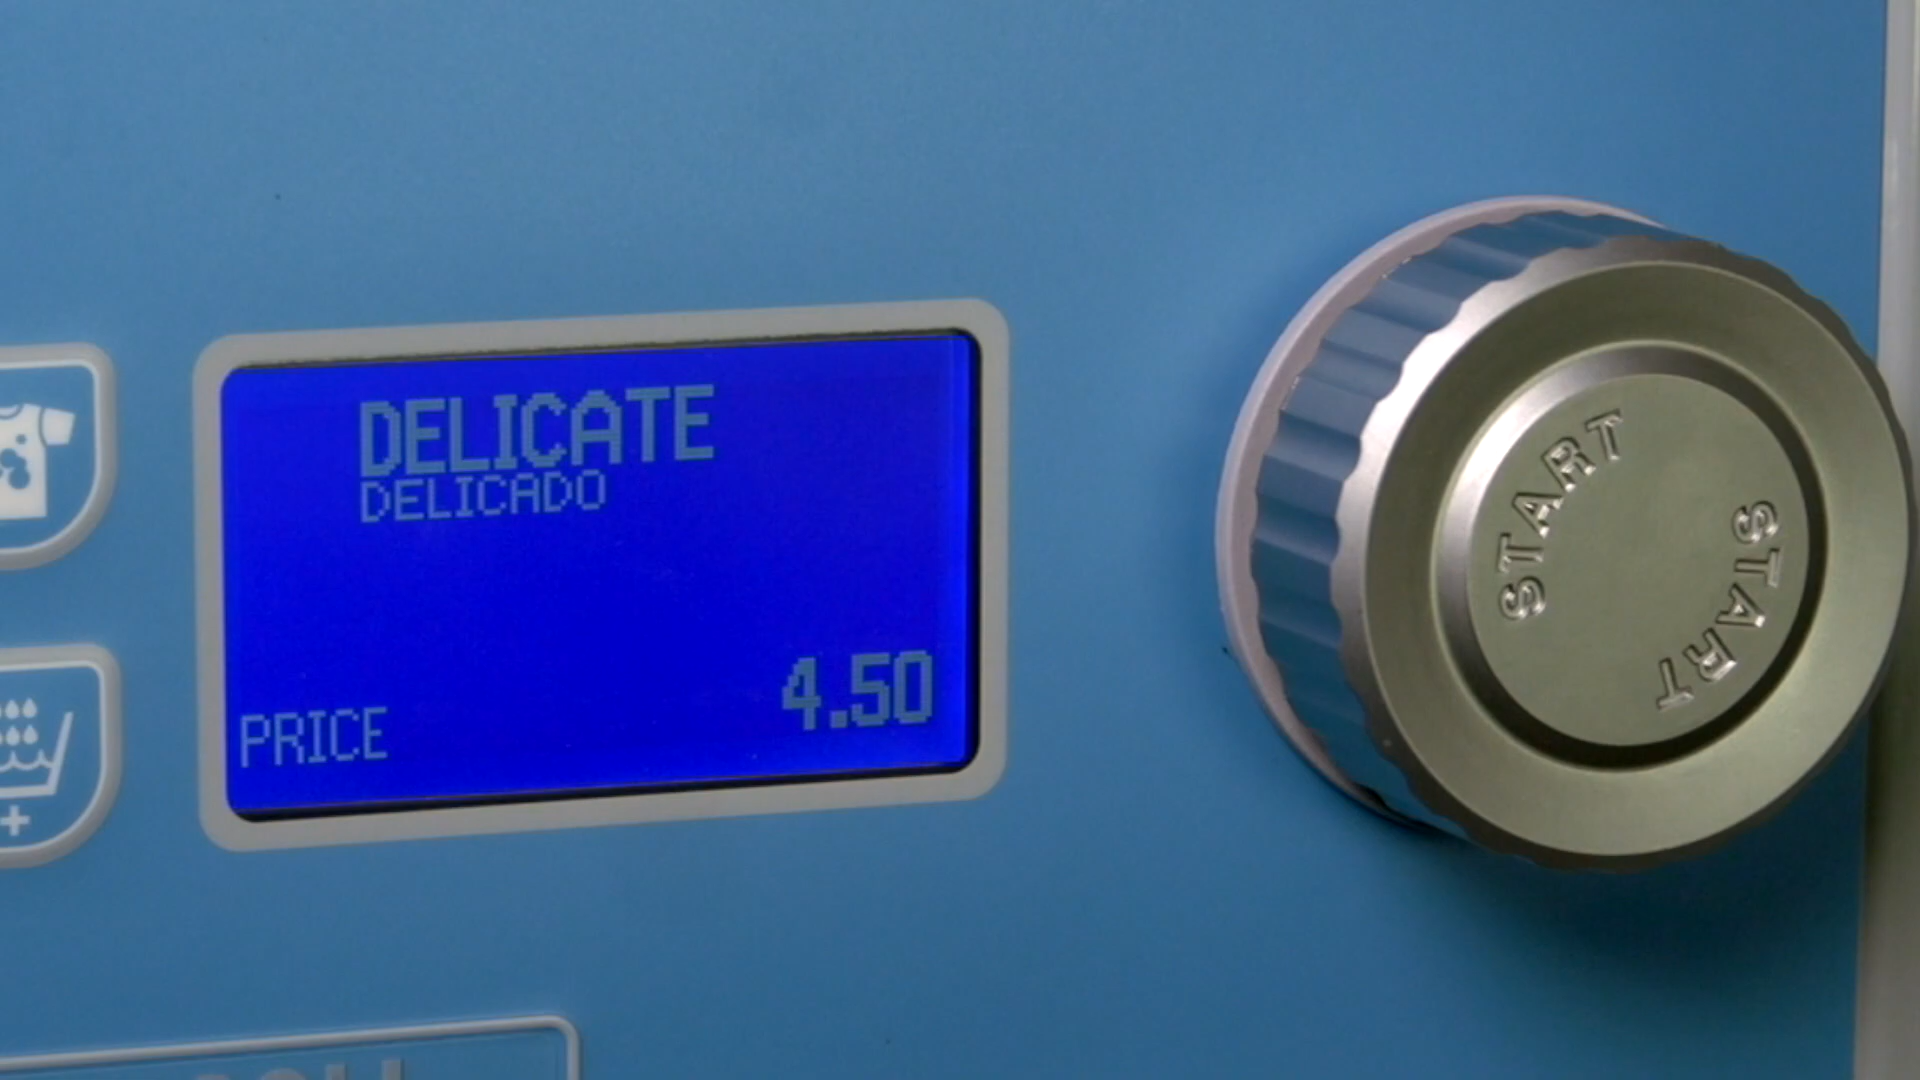 DELICATE
DELICADO
PRICE 4.50
START
START